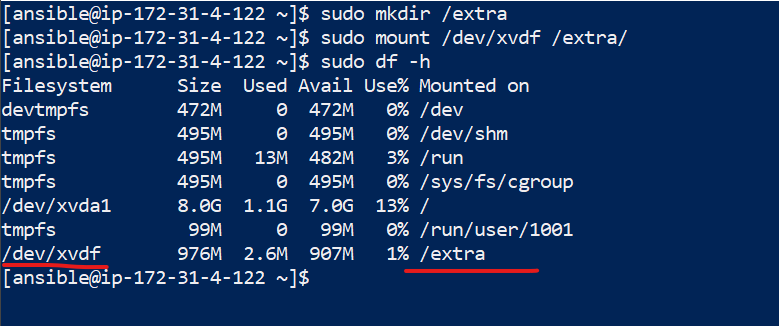 [ansible@ip-172-31-4-122 ~]$ sudo mkdir /extra
[ansible@ip-172-31-4-122 ~]$ sudo mount /dev/xvdf /extra/
[ansible@ip-172-31-4-122 ~]$ sudo df -h
Filesystem      Size  Used Avail Use% Mounted on
devtmpfs        472M     0  472M   0% /dev
tmpfs           495M     0  495M   0% /dev/shm
tmpfs           495M   13M  482M   3% /run
tmpfs           495M     0  495M   0% /sys/fs/cgroup
/dev/xvda1      8.0G  1.1G  7.0G  13% /
tmpfs            99M     0   99M   0% /run/user/1001
/dev/xvdf       976M  2.6M  907M   1% /extra
[ansible@ip-172-31-4-122 ~]$